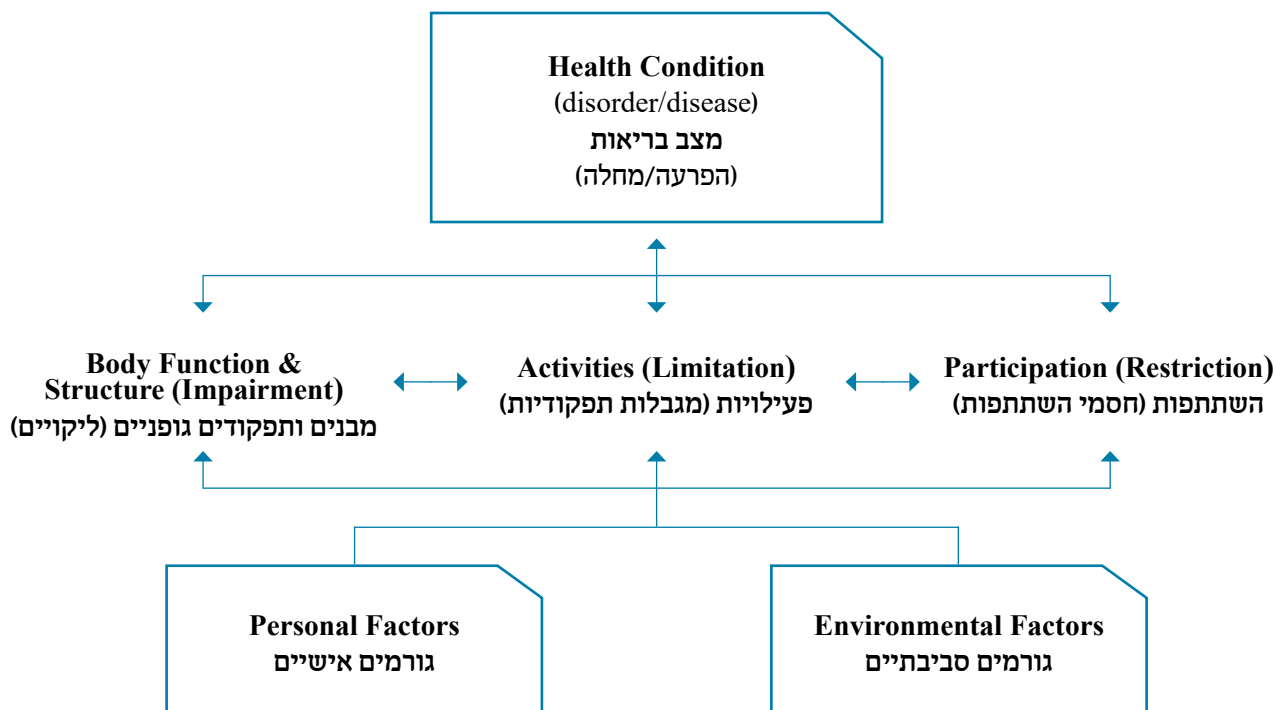 Health Condition
(disorder/disease)
מצב בריאות
(הפרעה/מחלה)
Body Function &
Structure (Impairment)
מבנים ותפקודים גופניים (ליקויים)
Activities (Limitation)
פעילויות (מגבלות תפקודיות)
Participation (Restriction)
השתתפות (חסמי השתתפות)
Personal Factors
גורמים אישיים
Environmental Factors
גורמים סביבתיים